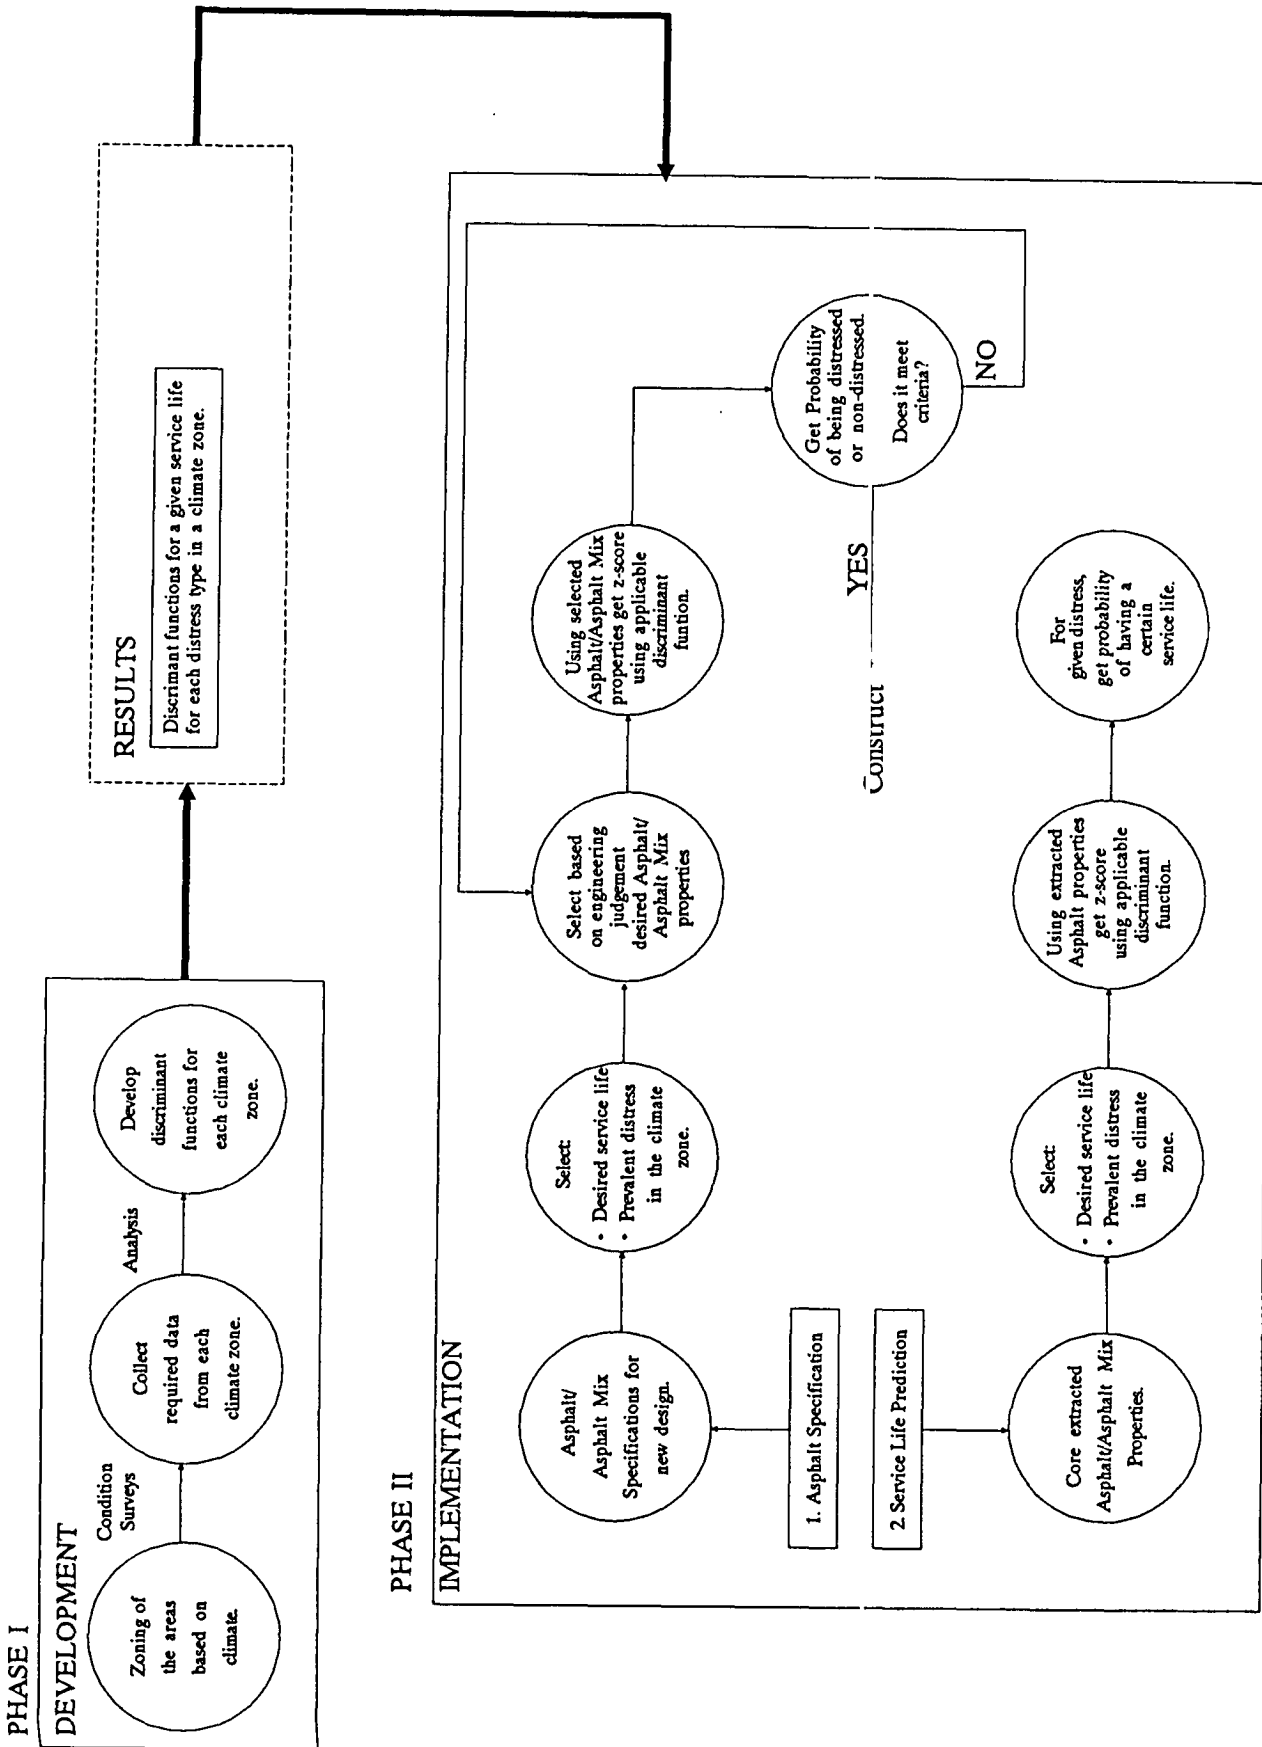 PHASE I
DEVELOPMENT
Zoning of
the areas
based on
climate.
Condition
Surveys
Collect
required data
from each
climate zone.
Analysis
Develop
discriminant
functions for
each climate
zone.
RESULTS
Discrimant functions for a given service life
for each distress type in a climate zone.
PHASE II
IMPLEMENTATION
1. Asphalt Specification
Asphalt/
Asphalt Mix
Specifications for
new design.
Select:
• Desired service life
• Prevalent distress
in the climate
zone.
Select based
on engineering
judgement
desired Asphalt/
Asphalt Mix
properties
Using selected
Asphalt/Asphalt Mix
properties get z-score
using applicable
discriminant
funtion.
Get Probability
of being distressed
or non-distressed.
Does it meet
criteria?
NO
YES
Construct
2. Service Life Prediction
Core extracted
Asphalt/Asphalt Mix
Properties.
Select:
• Desired service life
• Prevalent distress
in the climate
zone.
Using extracted
Asphalt properties
get z-score
using applicable
discriminant
function.
For
given distress,
get probability
of having a
certain
service life.